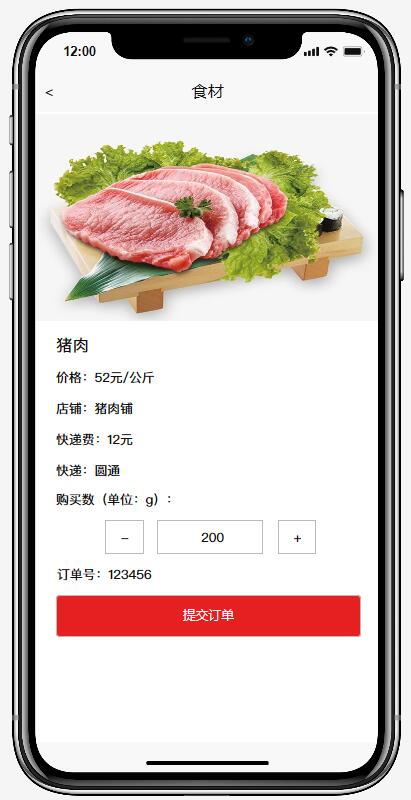 12:00
< 食材
猪肉
价格：52元/公斤
店铺：猪肉铺
快递费：12元
快递：圆通
购买数（单位：g）：
- 200 +
订单号：123456
提交订单